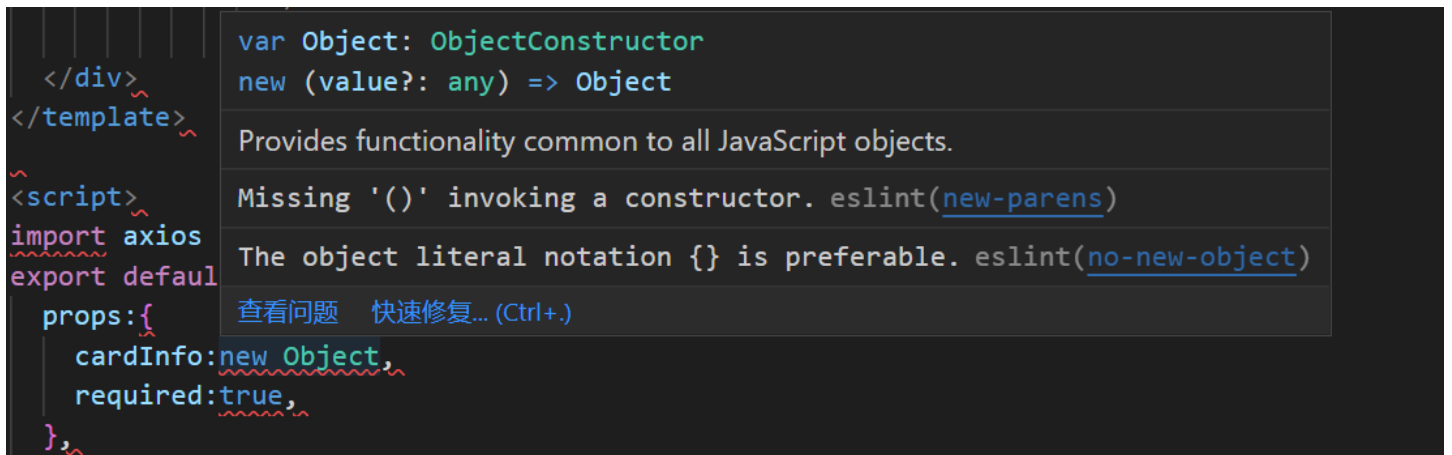 var Object: ObjectConstructor
new (value?: any) => Object
Provides functionality common to all JavaScript objects.
Missing '()' invoking a constructor. eslint(new-parens)
The object literal notation {} is preferable. eslint(no-new-object)
查看问题 快速修复... (Ctrl+.)
</div>
</template>
<script>
import axios
export defaul
props:{
cardInfo:new Object,
required:true,
},